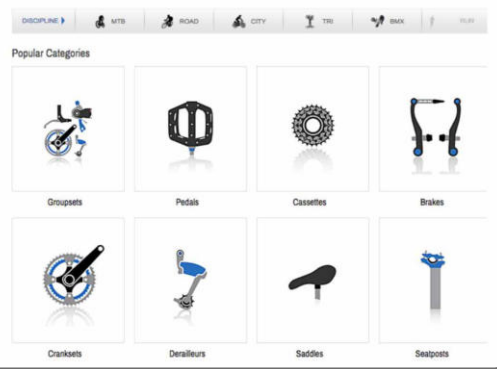 DISCIPLINE MTB ROAD CITY TRI BMX RUN
Popular Categories
Groupsets Pedals Cassettes Brakes
Cranksets Derailleurs Saddles Seatposts